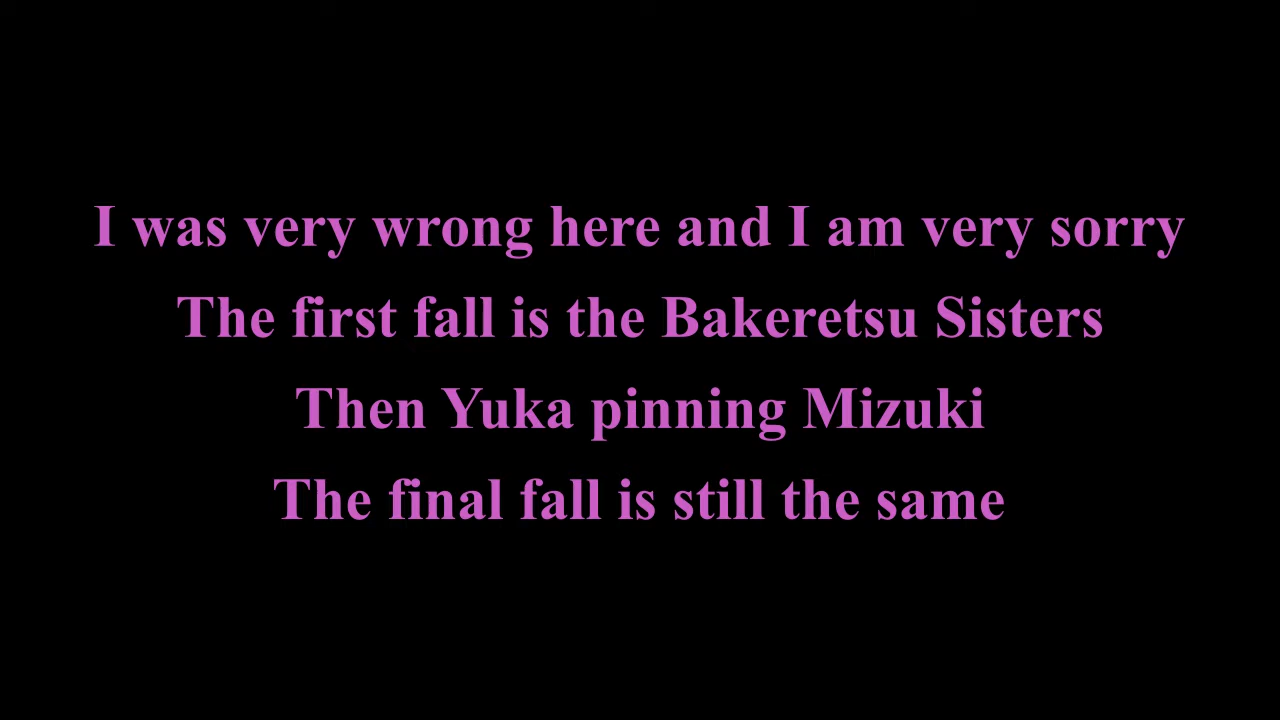 I was very wrong here and I am very sorry
The first fall is the Bakeretsu Sisters
Then Yuka pinning Mizuki
The final fall is still the same